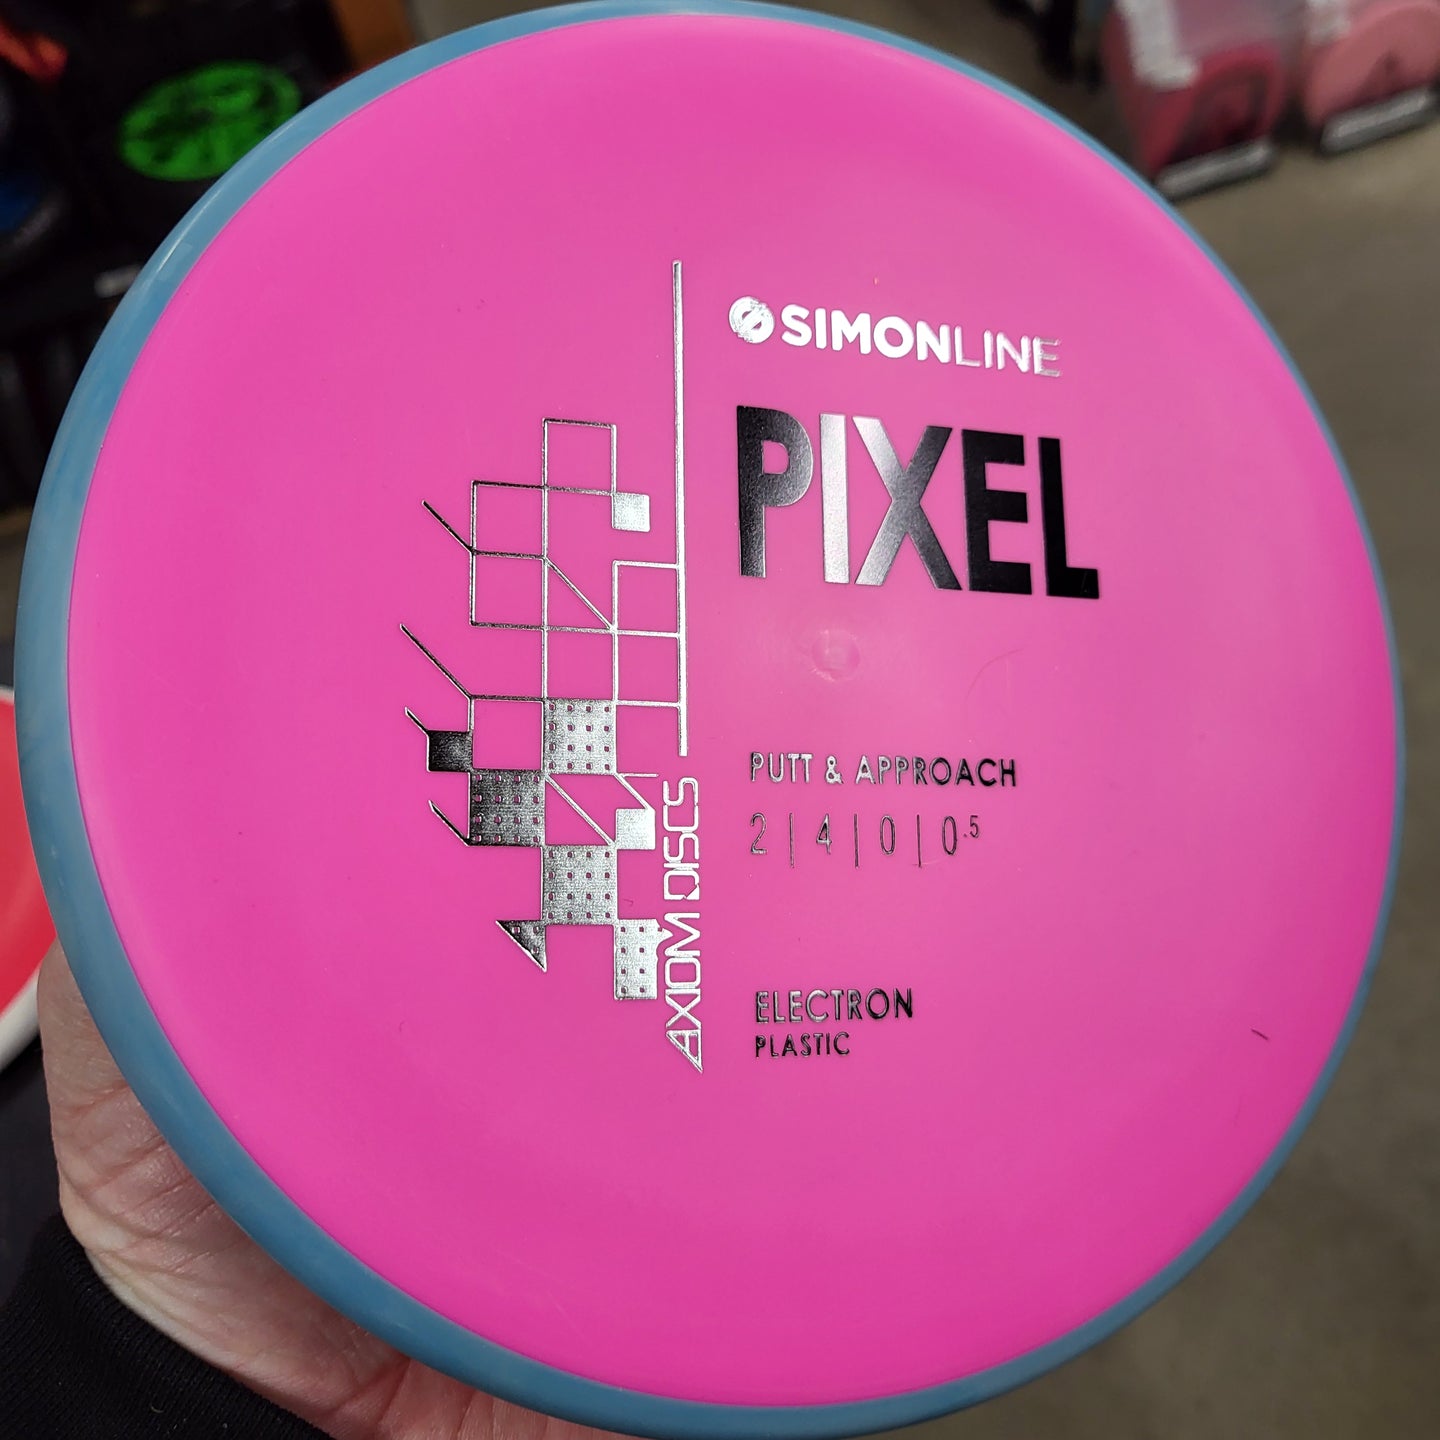 SIMONLINE
PIXEL
PUTT & APPROACH
2 | 4 | 0 | 0.5
ELECTRON
PLASTIC
AXIOM DISCS